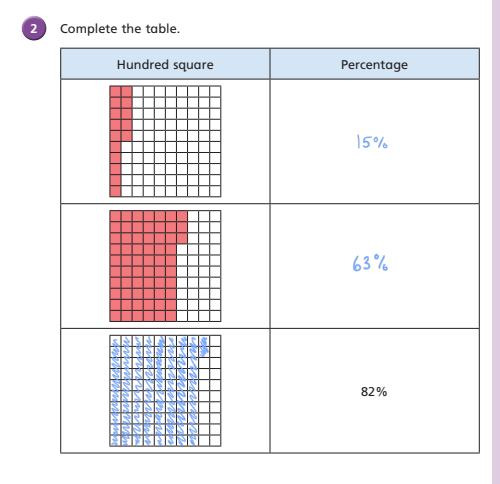 2 Complete the table.
Hundred square Percentage
15%
63%
82%